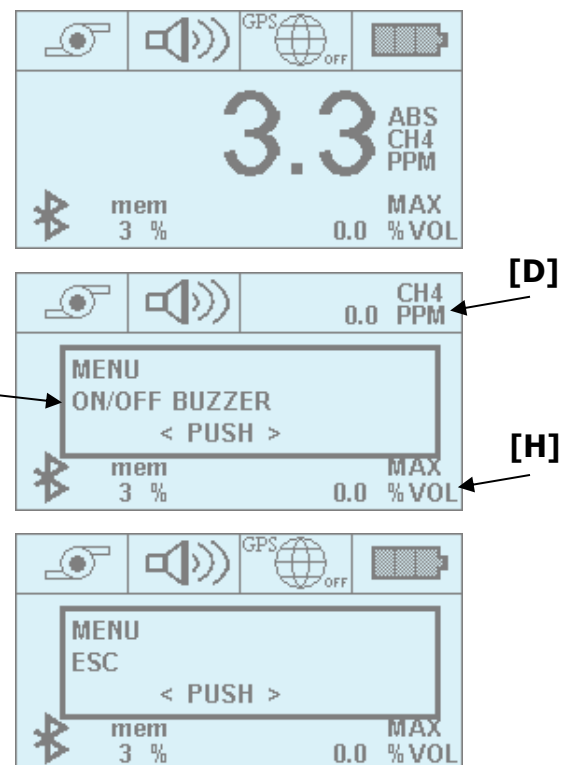 GPS
OFF
3.3 ABS
CH4
PPM
mem MAX
3 % 0.0 % VOL
[D]
CH4
0.0 PPM
MENU
ON/OFF BUZZER
< PUSH >
[H]
mem MAX
3 % 0.0 % VOL
GPS
OFF
MENU
ESC
< PUSH >
mem MAX
3 % 0.0 % VOL